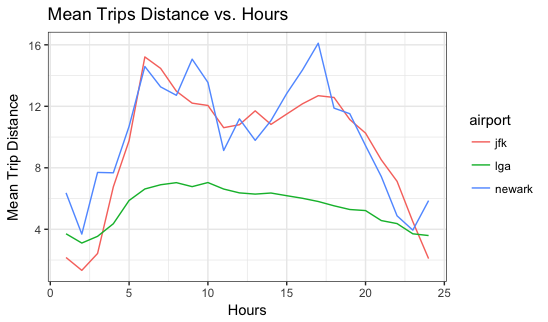 Mean Trips Distance vs. Hours
Mean Trip Distance
16
12
8
4
0
5
10
15
20
25
Hours
airport
jfk
lga
newark